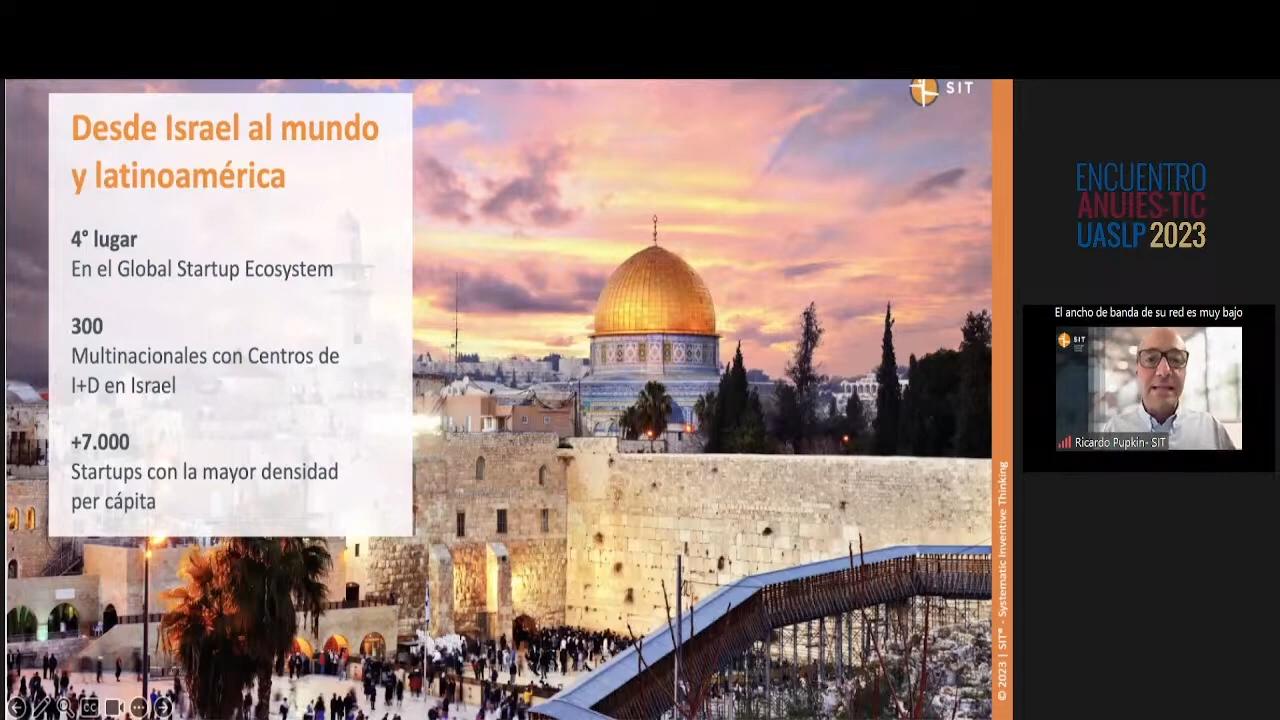 Desde Israel al mundo
y latinoamérica
4° lugar
En el Global Startup Ecosystem
300
Multinacionales con Centros de
I+D en Israel
+7.000
Startups con la mayor densidad
per cápita
SIT
© 2023 | SIT® - Systematic Inventive Thinking
ENCUENTRO
ANUIES-TIC
UASLP 2023
El ancho de banda de su red es muy bajo
SIT
Ricardo Pupkin- SIT
CC